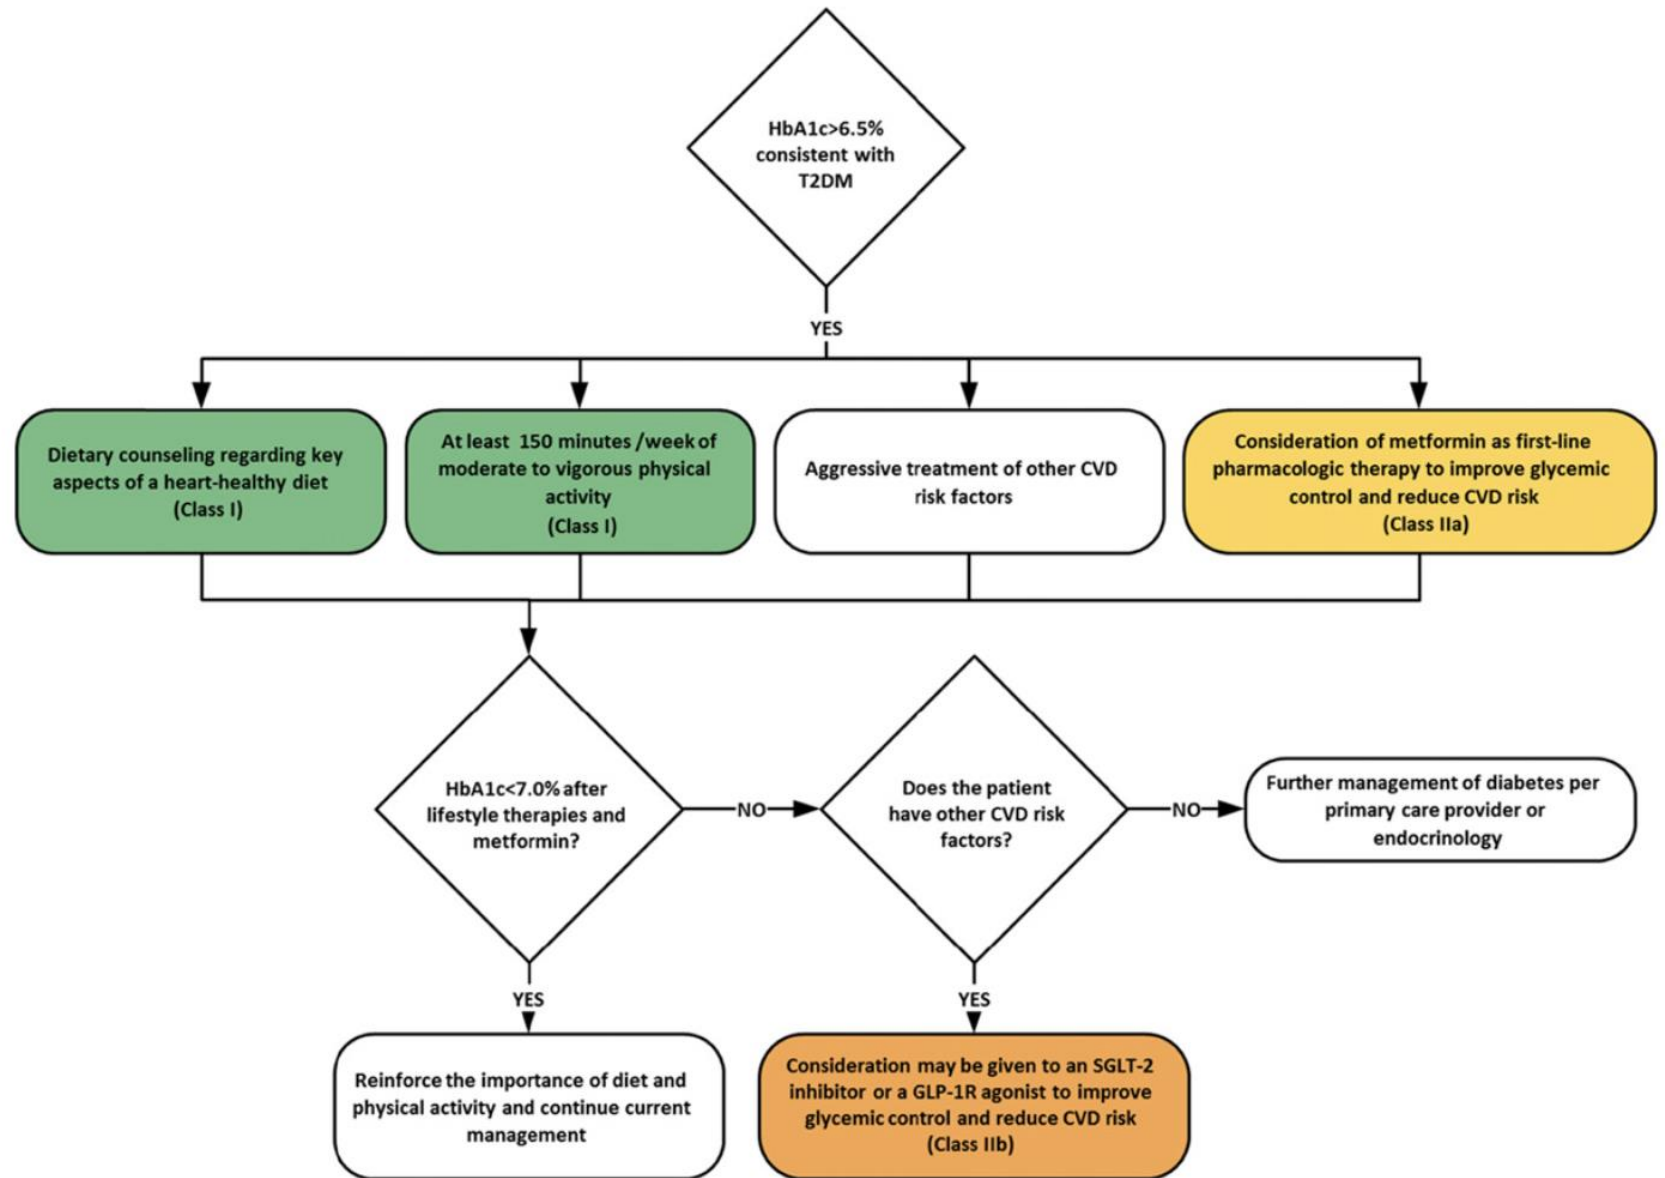 HbA1c>6.5%
consistent with
T2DM
YES
Dietary counseling regarding key
aspects of a heart-healthy diet
(Class I)
At least 150 minutes /week of
moderate to vigorous physical
activity
(Class I)
Aggressive treatment of other CVD
risk factors
Consideration of metformin as first-line
pharmacologic therapy to improve glycemic
control and reduce CVD risk
(Class IIa)
HbA1c<7.0% after
lifestyle therapies and
metformin?
NO
Does the patient
have other CVD risk
factors?
NO
Further management of diabetes per
primary care provider or
endocrinology
YES
YES
Reinforce the importance of diet and
physical activity and continue current
management
Consideration may be given to an SGLT-2
inhibitor or a GLP-1R agonist to improve
glycemic control and reduce CVD risk
(Class IIb)